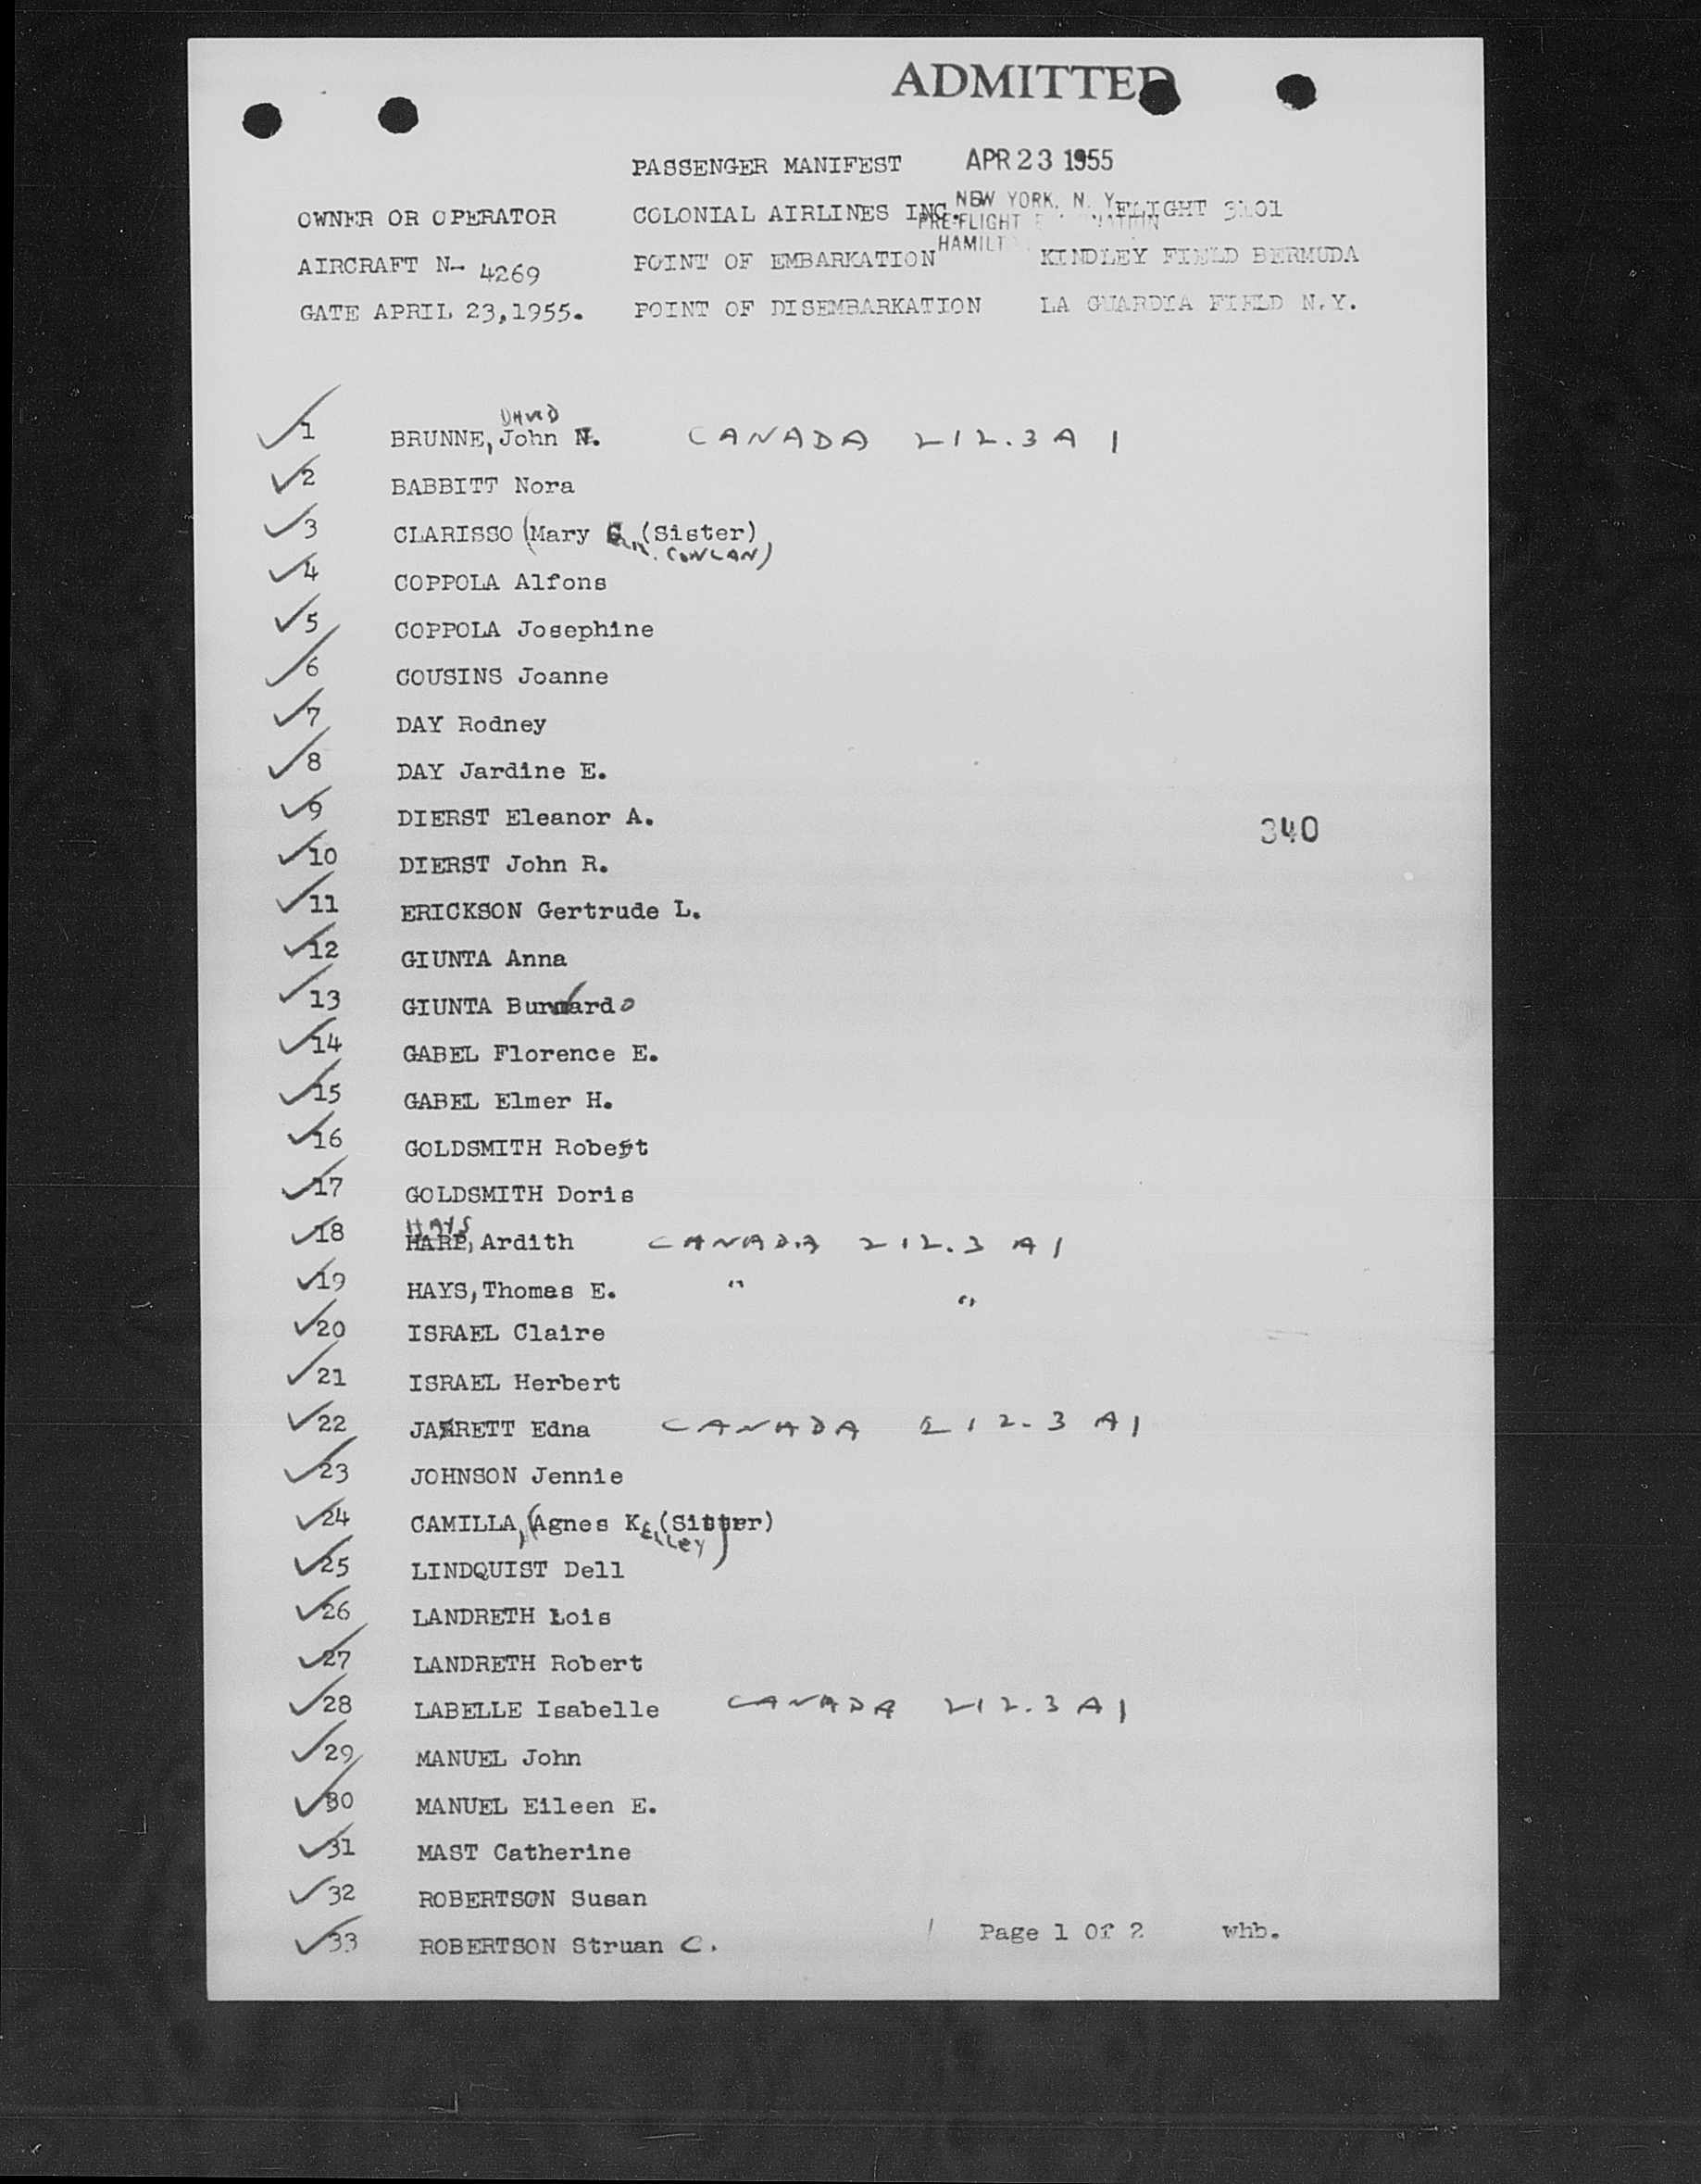 ADMITTED
PASSENGER MANIFEST APR 23 1955
NEW YORK, N. Y.
OWNER OR OPERATOR COLONIAL AIRLINES INC. FLIGHT 3101
PRE-FLIGHT
HAMILT
AIRCRAFT N- 4269 POINT OF EMBARKATION KINDLEY FIELD BERMUDA
GATE APRIL 23,1955. POINT OF DISEMBARKATION LA GUARDIA FIELD N.Y.
DAVID
1 BRUNNE, John N. CANADA 212.3 A 1
2 BABBITT Nora
3 CLARISSO (Mary (Sister)
CONLAN)
4 COPPOLA Alfons
5 COPPOLA Josephine
6 COUSINS Joanne
7 DAY Rodney
8 DAY Jardine E.
9 DIERST Eleanor A.
340
10 DIERST John R.
11 ERICKSON Gertrude L.
12 GIUNTA Anna
13 GIUNTA
14 GABEL Florence E.
15 GABEL Elmer H.
16 GOLDSMITH Robert
17 GOLDSMITH Doris
HAYS
18 HARE, Ardith CANADA 212.3 A 1
19 HAYS, Thomas E. " "
20 ISRAEL Claire
21 ISRAEL Herbert
22 JARRETT Edna CANADA 212.3 A 1
23 JOHNSON Jennie
24 CAMILLA, (Agnes K (Sister)
ELLEY)
25 LINDQUIST Dell
26 LANDRETH Lois
27 LANDRETH Robert
28 LABELLE Isabelle CANADA 212.3 A 1
29 MANUEL John
30 MANUEL Eileen E.
31 MAST Catherine
32 ROBERTSON Susan
33 ROBERTSON Struan C.
Page 1 Of 2 whb.